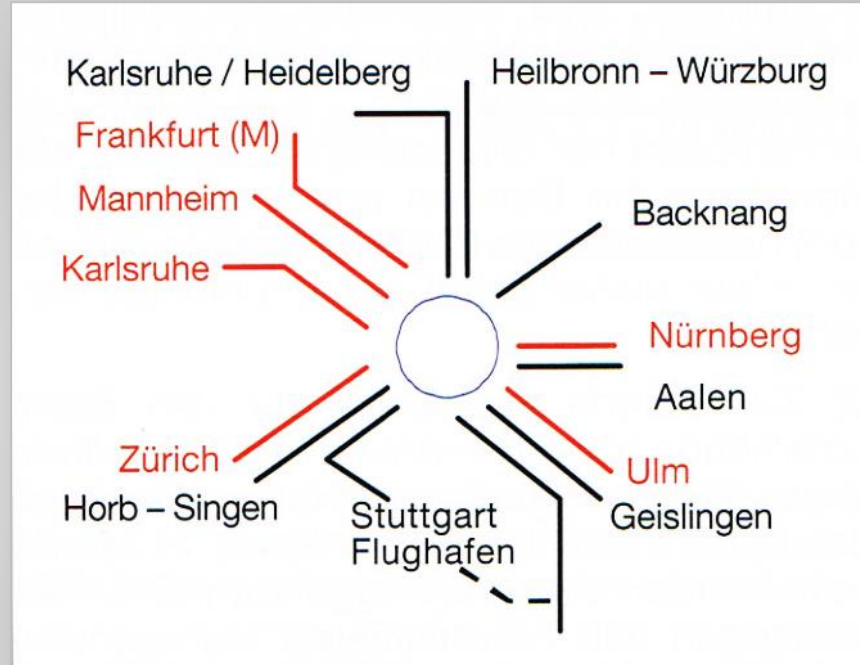 Karlsruhe / Heidelberg
Heilbronn – Würzburg
Frankfurt (M)
Mannheim
Backnang
Karlsruhe
Nürnberg
Aalen
Zürich
Ulm
Horb – Singen
Stuttgart
Flughafen
Geislingen